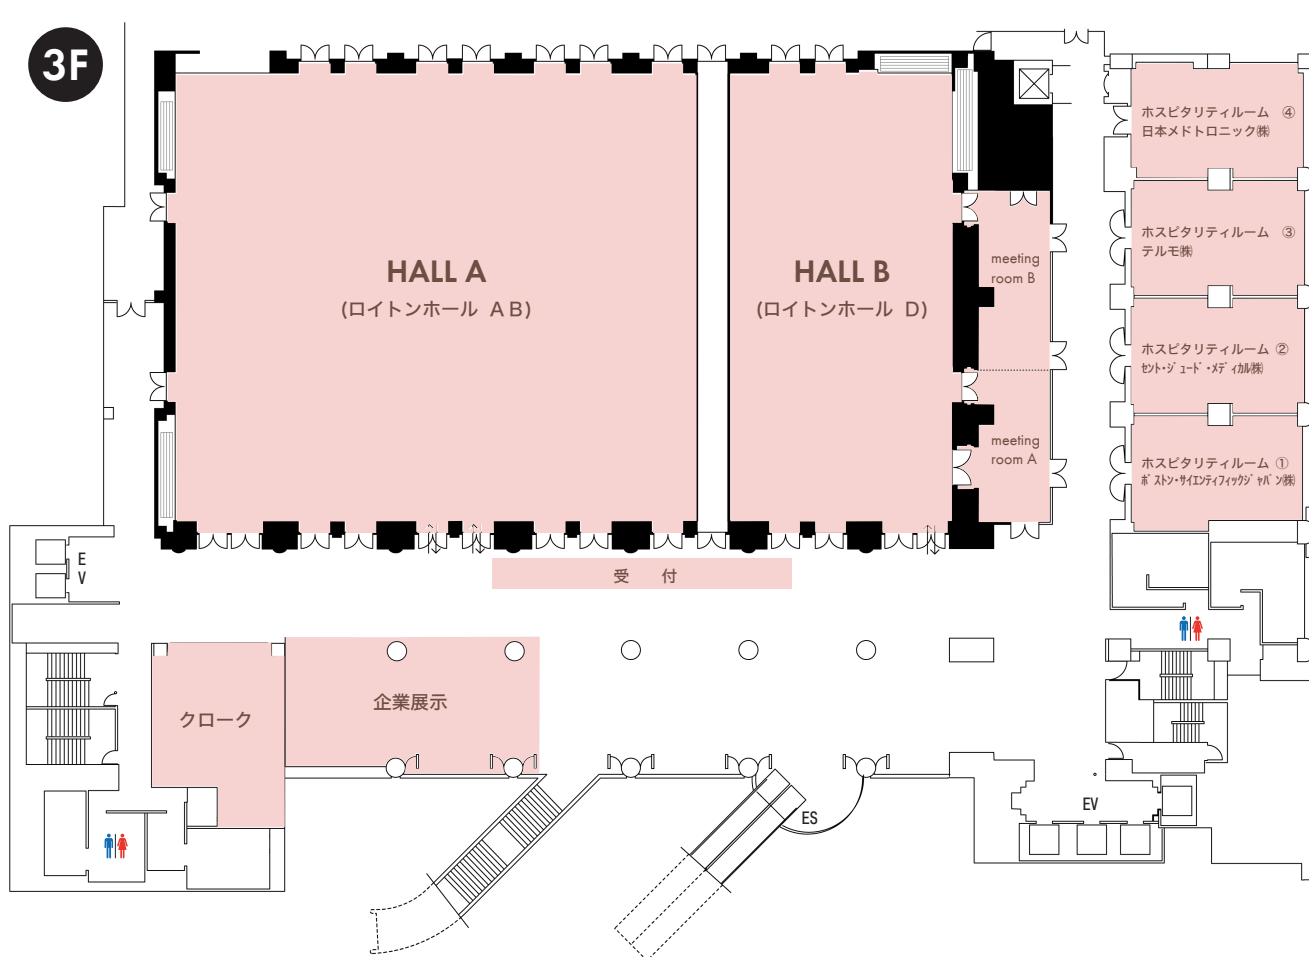 3F
HALL A
(ロイトンホール AB)
HALL B
(ロイトンホール D)
meeting
room B
meeting
room A
ホスピタリティルーム ④
日本メドトロニック㈱
ホスピタリティルーム ③
テルモ㈱
ホスピタリティルーム ②
セント・ジュード・メディカル㈱
ホスピタリティルーム ①
ボストン・サイエンティフィックジャパン㈱
E
V
受 付
クローク
企業展示
ES
EV